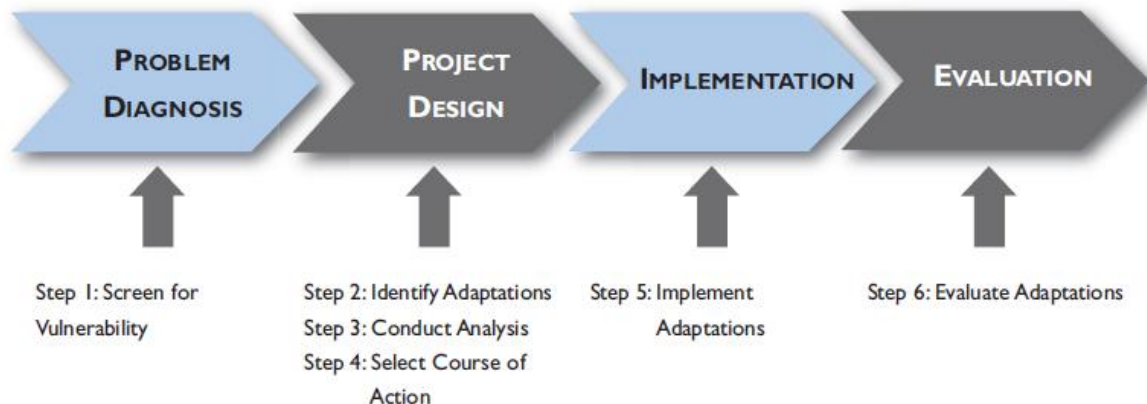 PROBLEM
DIAGNOSIS
PROJECT
DESIGN
IMPLEMENTATION
EVALUATION
Step 1: Screen for
Vulnerability
Step 2: Identify Adaptations
Step 3: Conduct Analysis
Step 4: Select Course of
Action
Step 5: Implement
Adaptations
Step 6: Evaluate Adaptations